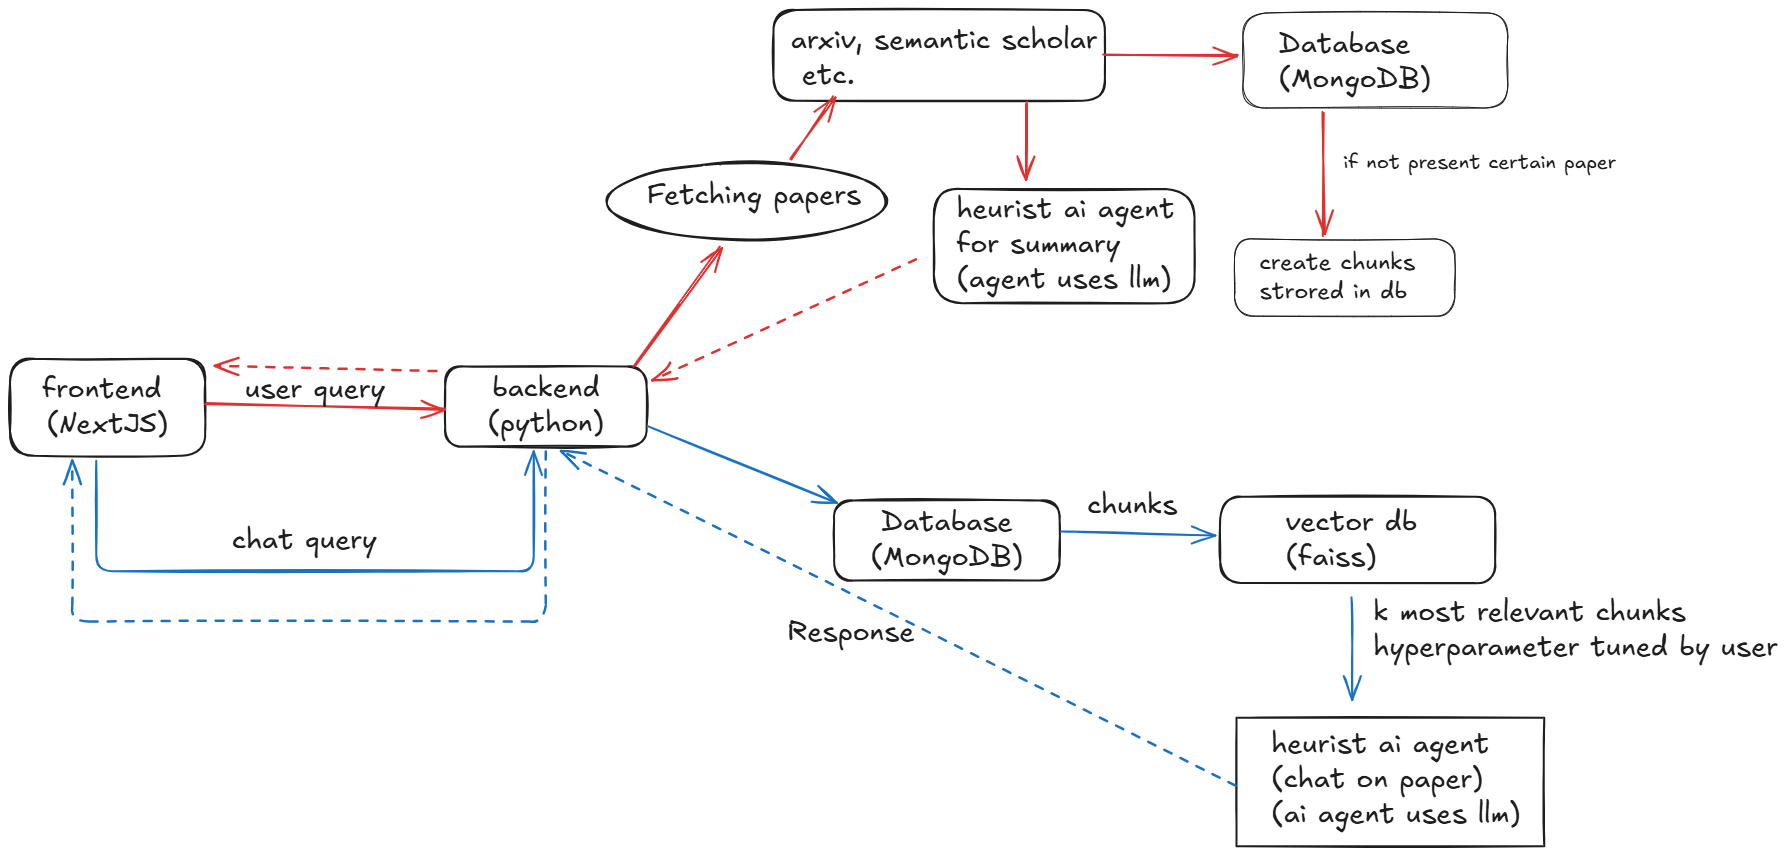 arxiv, semantic scholar
etc.
Database
(MongoDB)
if not present certain paper
Fetching papers
heurist ai agent
for summary
(agent uses llm)
create chunks
strored in db
frontend
(NextJS)
user query
backend
(python)
chat query
Database
(MongoDB)
chunks
vector db
(faiss)
k most relevant chunks
hyperparameter tuned by user
Response
heurist ai agent
(chat on paper)
(ai agent uses llm)